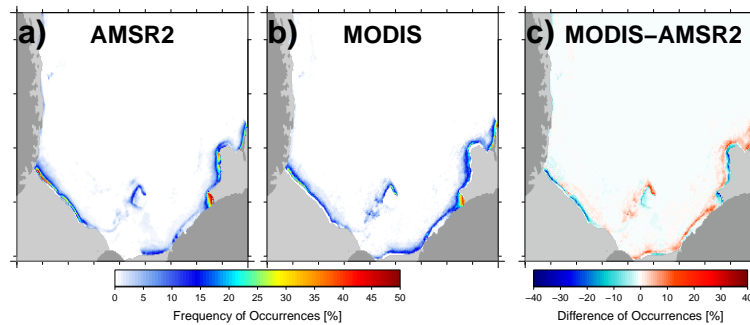 a) AMSR2
b) MODIS
c) MODIS−AMSR2
0 5 10 15 20 25 30 35 40 45 50
Frequency of Occurrences [%]
−40 −30 −20 −10 0 10 20 30 40
Difference of Occurrences [%]